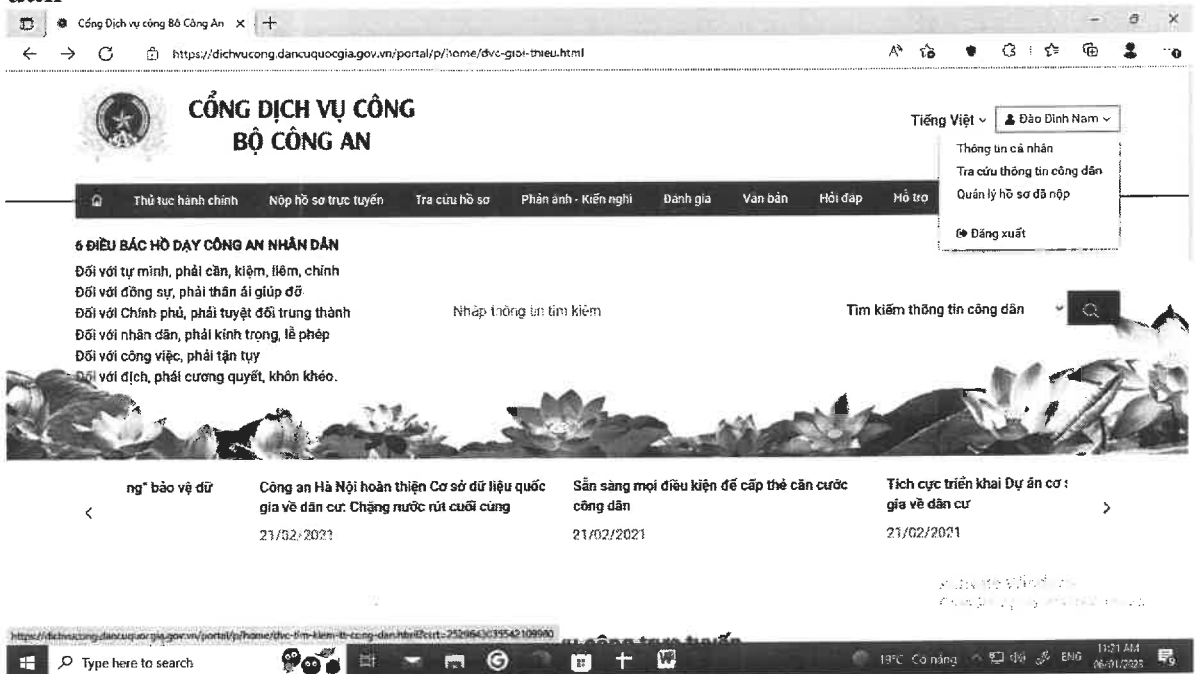 Cổng Dịch vụ công Bộ Công An
https://dichvucong.dancuquocgia.gov.vn/portal/p/home/dvc-gioi-thieu.html
CỔNG DỊCH VỤ CÔNG
BỘ CÔNG AN
Tiếng Việt
Đào Đình Nam
Thông tin cá nhân
Tra cứu thông tin công dân
Quản lý hồ sơ đã nộp
Đăng xuất
Thủ tục hành chính
Nộp hồ sơ trực tuyến
Tra cứu hồ sơ
Phản ánh - Kiến nghị
Đánh giá
Văn bản
Hỏi đáp
Hỗ trợ
6 ĐIỀU BÁC HỒ DẠY CÔNG AN NHÂN DÂN
Đối với tự mình, phải cần, kiệm, liêm, chính
Đối với đồng sự, phải thân ái giúp đỡ
Đối với Chính phủ, phải tuyệt đối trung thành
Đối với nhân dân, phải kính trọng, lễ phép
Đối với công việc, phải tận tụy
Đối với địch, phải cương quyết, khôn khéo.
Nhập thông tin tìm kiếm
Tìm kiếm thông tin công dân
ng" bảo vệ dữ
Công an Hà Nội hoàn thiện Cơ sở dữ liệu quốc
gia về dân cư: Chặng nước rút cuối cùng
21/02/2021
Sẵn sàng mọi điều kiện để cấp thẻ căn cước
công dân
21/02/2021
Tích cực triển khai Dự án cơ s
gia về dân cư
21/02/2021
Type here to search
19°C Có nắng
ENG
11:21 AM
06/01/2023